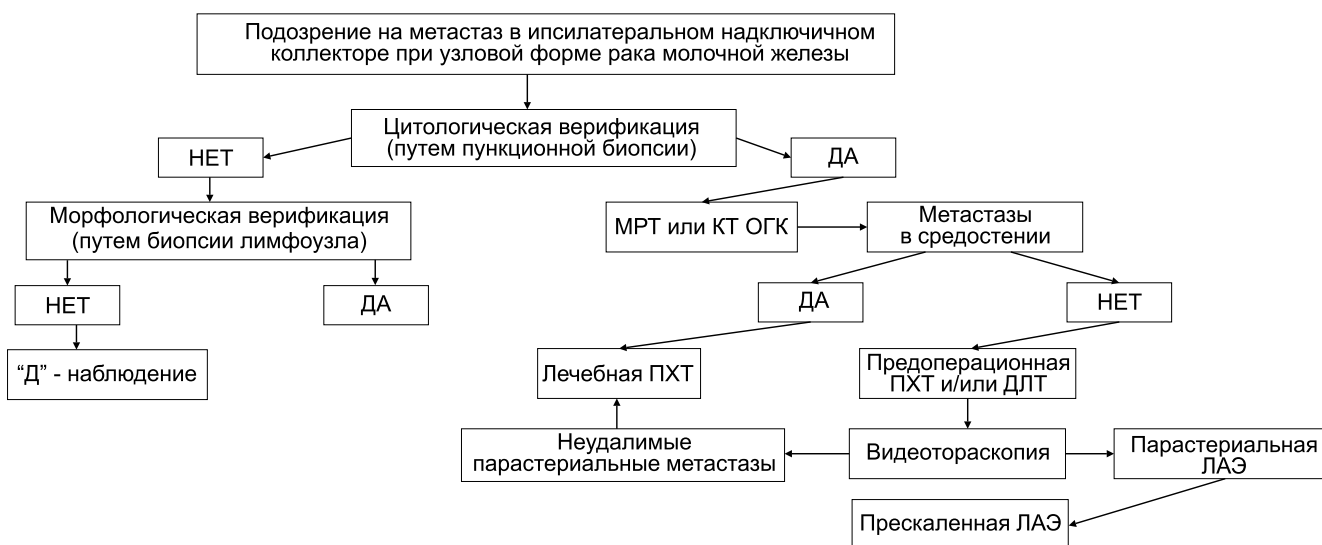 Подозрение на метастаз в ипсилатеральном надключичном
коллекторе при узловой форме рака молочной железы
Цитологическая верификация
(путем пункционной биопсии)
НЕТ
ДА
Морфологическая верификация
(путем биопсии лимфоузла)
МРТ или КТ ОГК
Метастазы
в средостении
НЕТ
ДА
ДА
НЕТ
“Д” - наблюдение
Лечебная ПХТ
Предоперационная
ПХТ и/или ДЛТ
Неудалимые
парастериальные метастазы
Видеотораскопия
Парастериальная
ЛАЭ
Прескаленная ЛАЭ